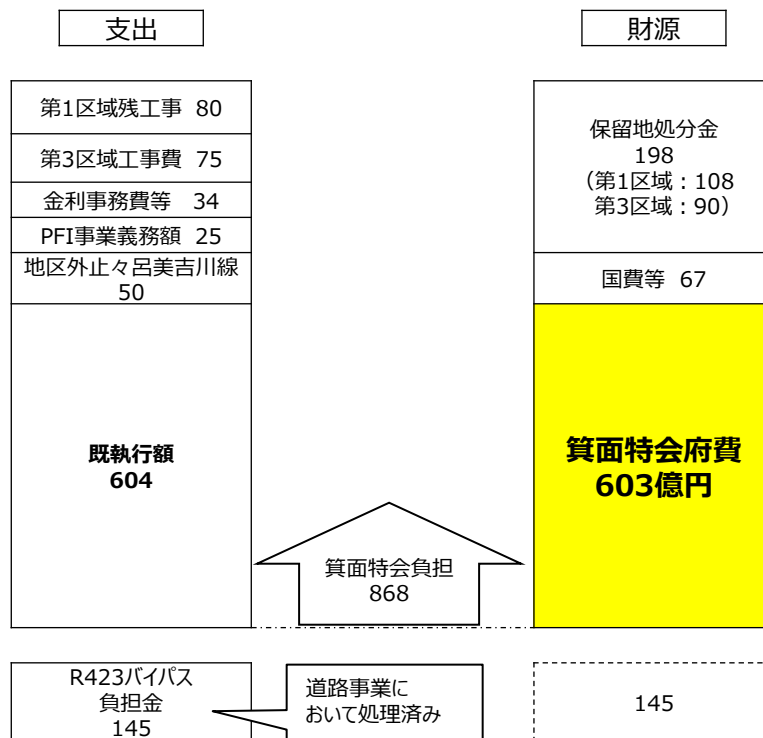 支出
財源
第1区域残工事 80
第3区域工事費 75
金利事務費等 34
PFI事業義務額 25
地区外止々呂美吉川線
50
既執行額
604
保留地処分金
198
（第1区域：108
第3区域：90）
国費等 67
箕面特会府費
603億円
箕面特会負担
868
R423バイパス
負担金
145
道路事業に
おいて処理済み
145